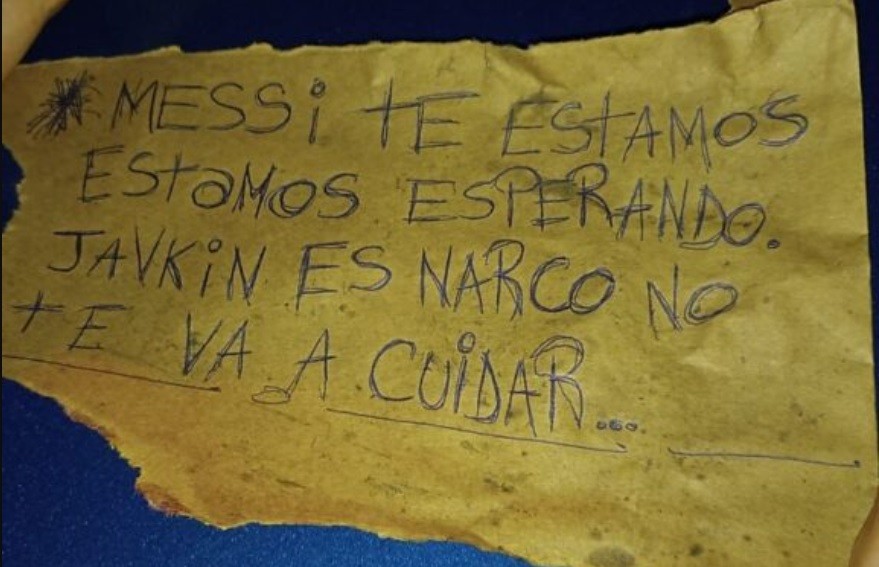 MESSi tE EStAMOS
EStaMOS ESPERANDO.
JAVKiN ES NARCO NO
tE VA A CUiDAR...